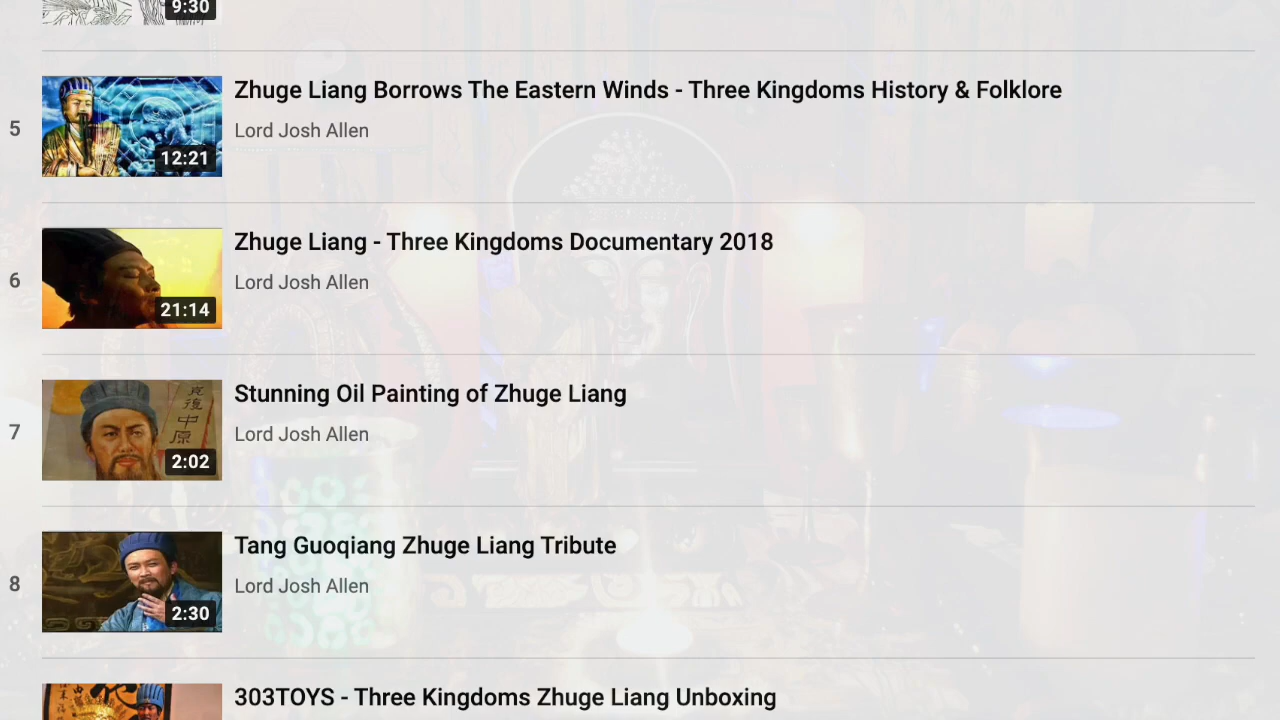 9:30
5
12:21
Zhuge Liang Borrows The Eastern Winds - Three Kingdoms History & Folklore
Lord Josh Allen
6
21:14
Zhuge Liang - Three Kingdoms Documentary 2018
Lord Josh Allen
7
中原
2:02
Stunning Oil Painting of Zhuge Liang
Lord Josh Allen
8
2:30
Tang Guoqiang Zhuge Liang Tribute
Lord Josh Allen
303TOYS - Three Kingdoms Zhuge Liang Unboxing